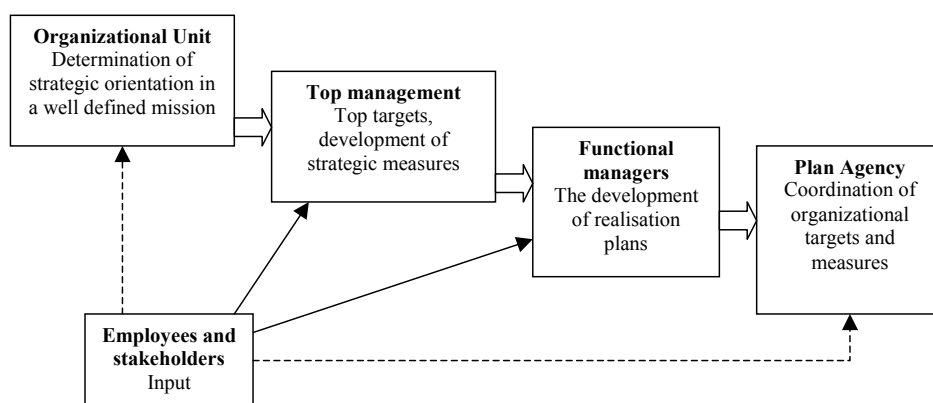 Organizational Unit
Determination of
strategic orientation in
a well defined mission
Top management
Top targets,
development of
strategic measures
Functional
managers
The development
of realisation
plans
Plan Agency
Coordination of
organizational
targets and
measures
Employees and
stakeholders
Input